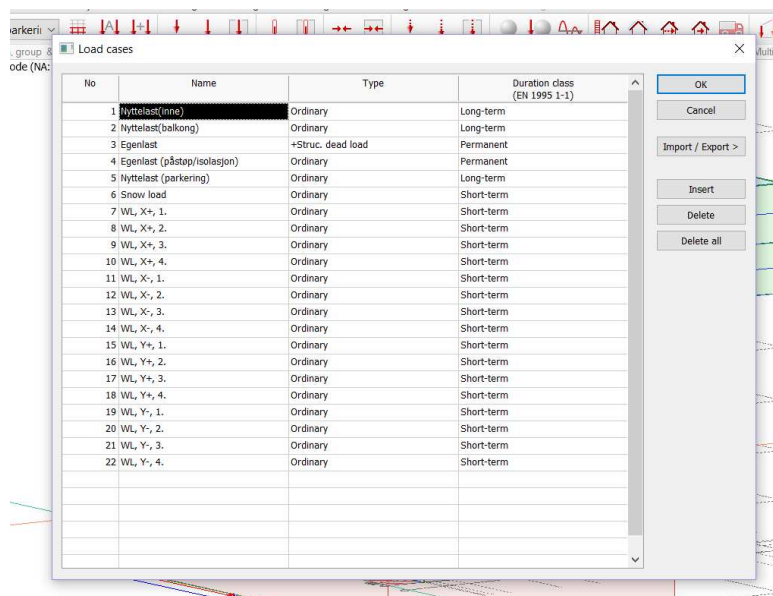 Load cases
ode (NA:
No Name Type Duration class
(EN 1995 1-1)
1 Nyttelast(inne) Ordinary Long-term
2 Nyttelast(balkong) Ordinary Long-term
3 Egenlast +Struc. dead load Permanent
4 Egenlast (påstøp/isolasjon) Ordinary Permanent
5 Nyttelast (parkering) Ordinary Long-term
6 Snow load Ordinary Short-term
7 WL, X+, 1. Ordinary Short-term
8 WL, X+, 2. Ordinary Short-term
9 WL, X+, 3. Ordinary Short-term
10 WL, X+, 4. Ordinary Short-term
11 WL, X-, 1. Ordinary Short-term
12 WL, X-, 2. Ordinary Short-term
13 WL, X-, 3. Ordinary Short-term
14 WL, X-, 4. Ordinary Short-term
15 WL, Y+, 1. Ordinary Short-term
16 WL, Y+, 2. Ordinary Short-term
17 WL, Y+, 3. Ordinary Short-term
18 WL, Y+, 4. Ordinary Short-term
19 WL, Y-, 1. Ordinary Short-term
20 WL, Y-, 2. Ordinary Short-term
21 WL, Y-, 3. Ordinary Short-term
22 WL, Y-, 4. Ordinary Short-term
OK
Cancel
Import / Export >
Insert
Delete
Delete all